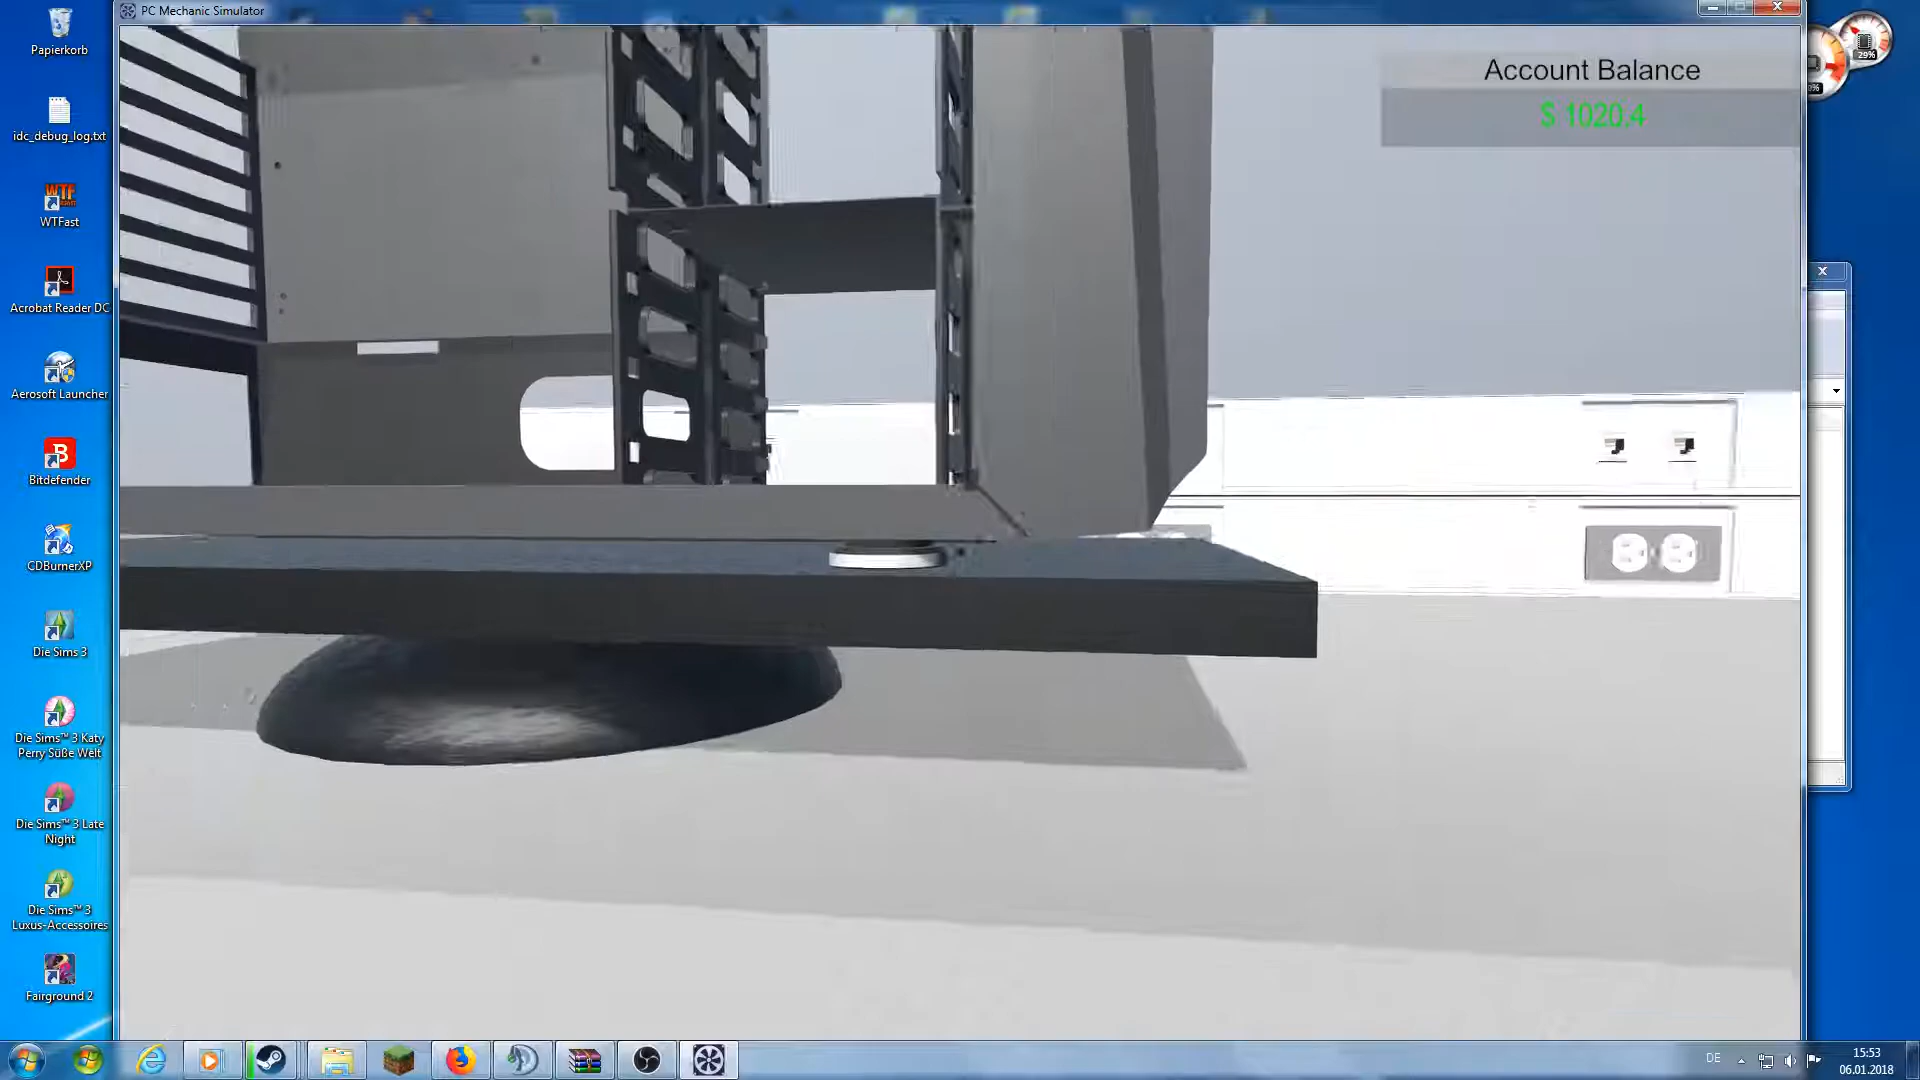 PC Mechanic Simulator
Account Balance
$ 1020.4
29%
Papierkorb
idc_debug_log.txt
WTF
WTFast
Acrobat Reader DC
Aerosoft Launcher
B
Bitdefender
CDBurnerXP
Die Sims 3
Die Sims™ 3 Katy
Perry Süße Welt
Die Sims™ 3 Late
Night
Die Sims™ 3
Luxus-Accessoires
Fairground 2
DE
15:53
06.01.2018